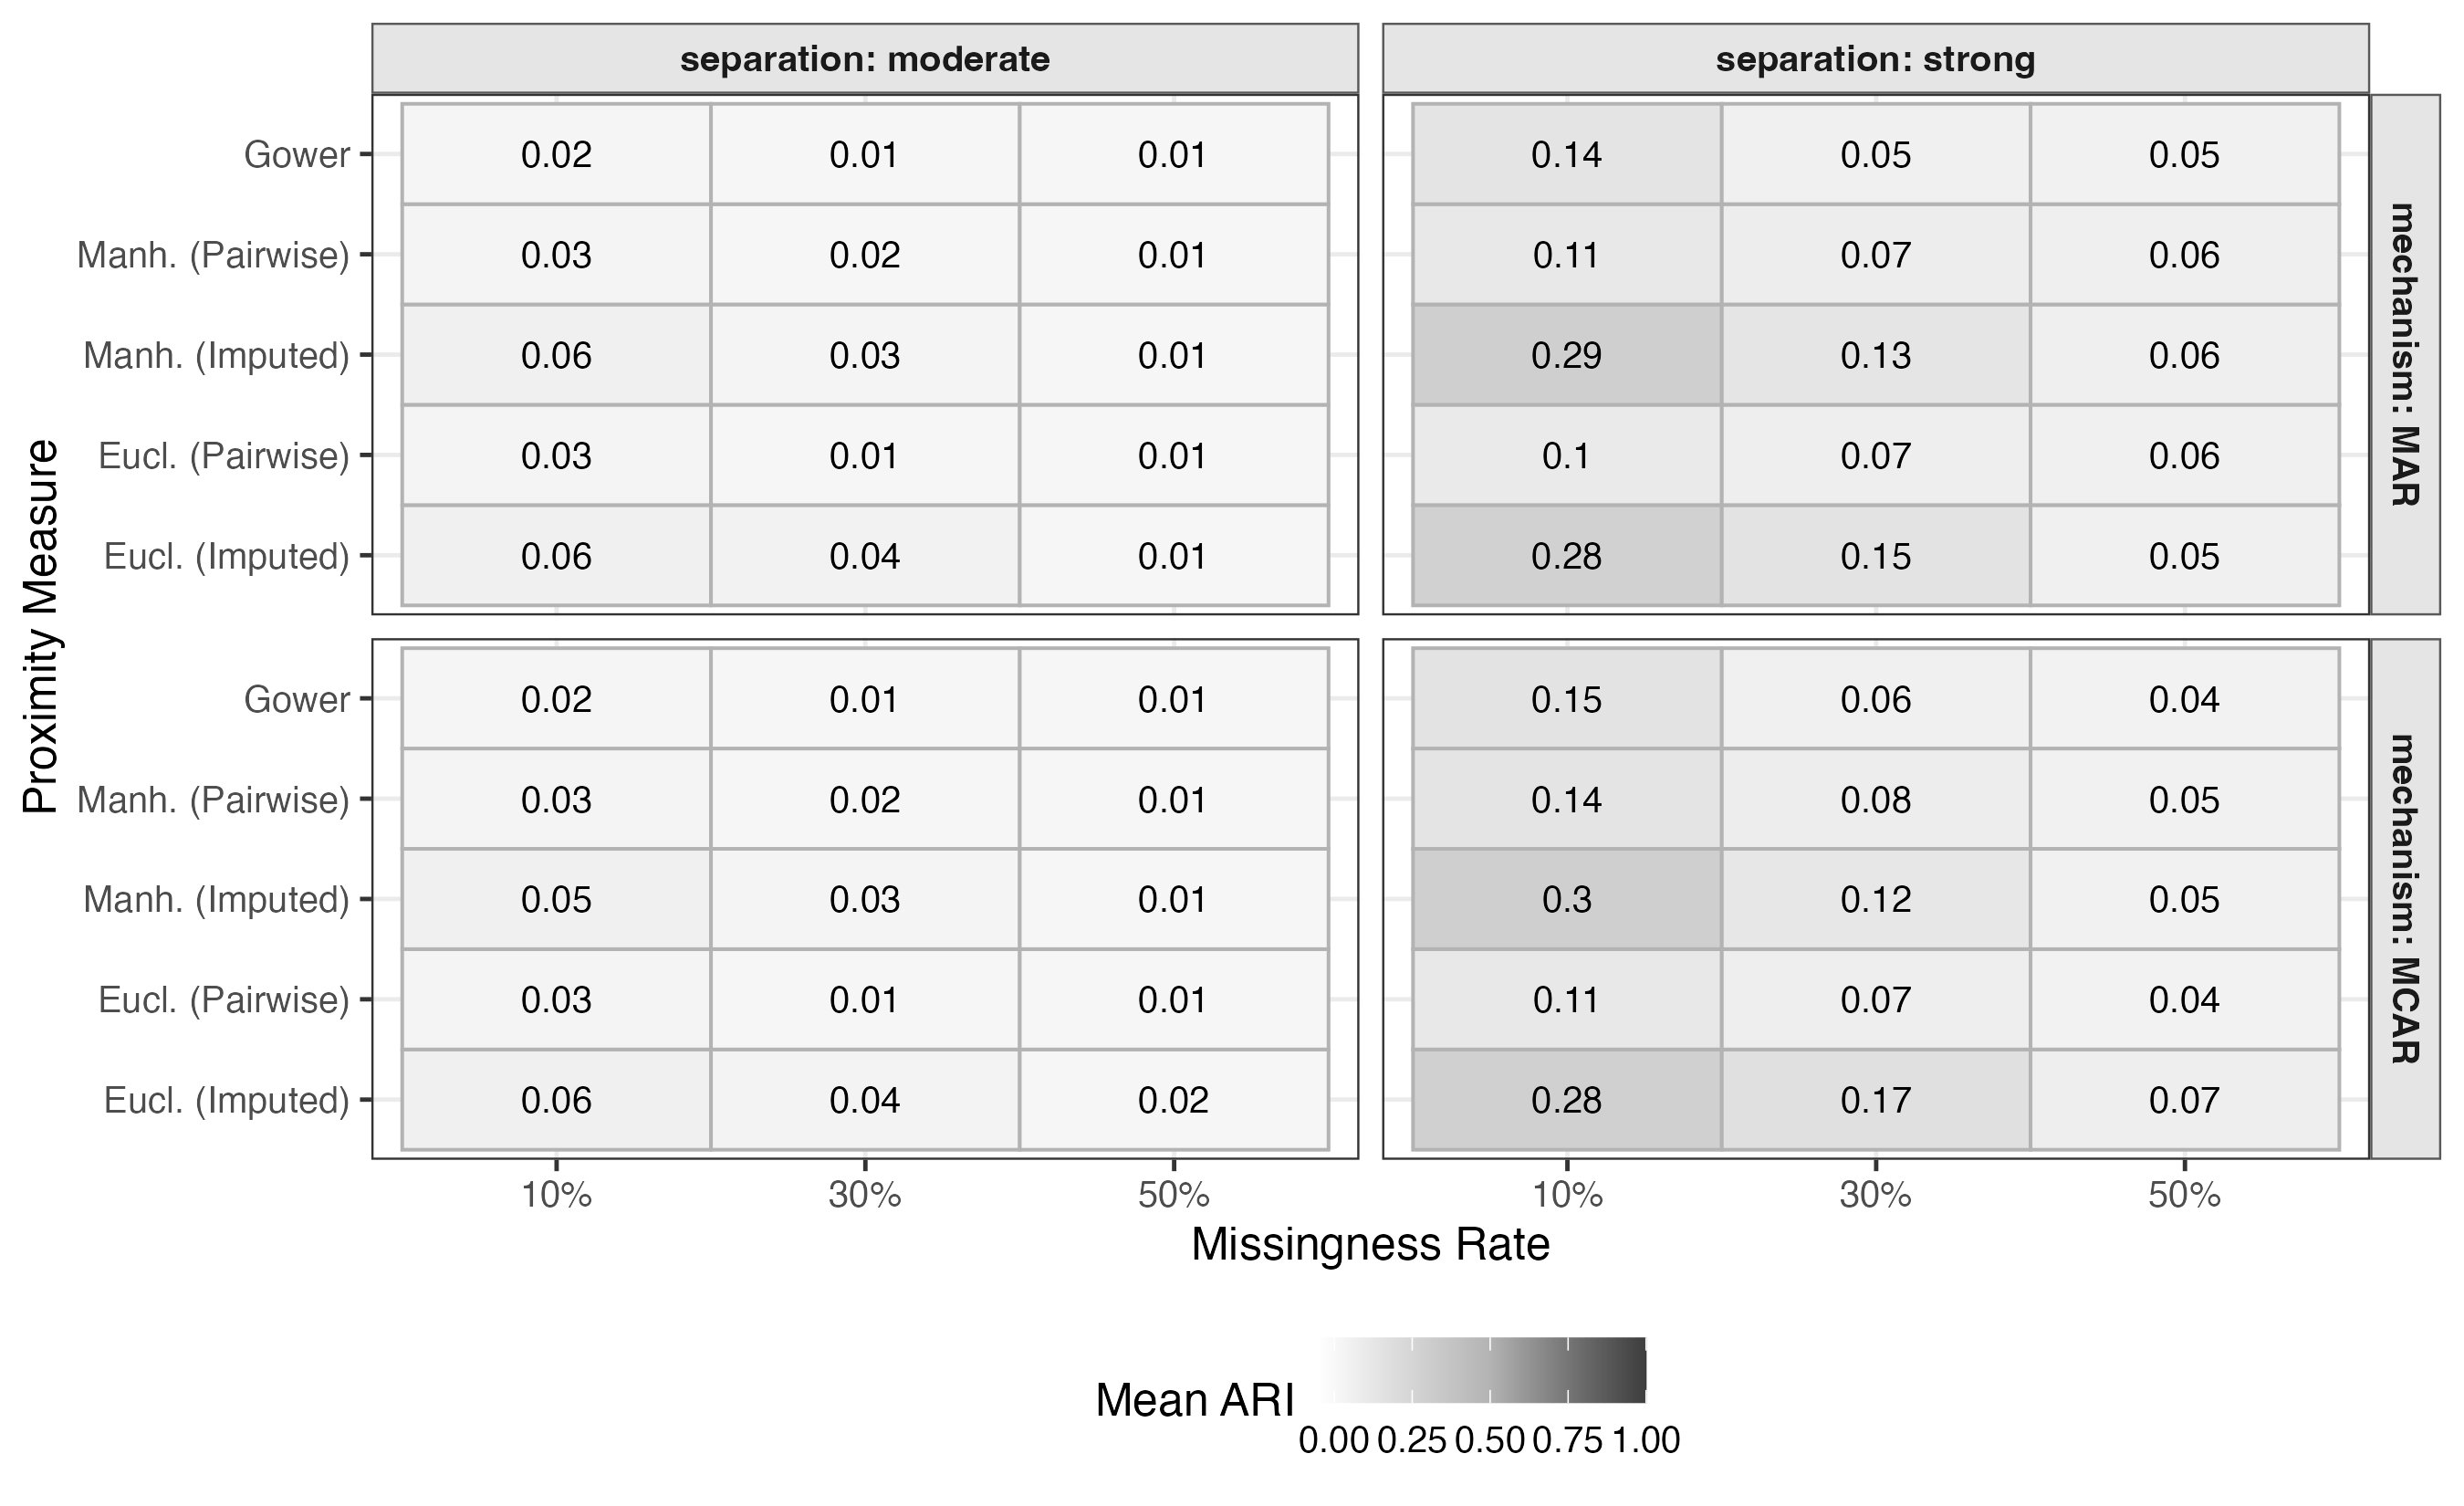 separation: moderate
separation: strong
Gower 0.02 0.01 0.01 0.14 0.05 0.05
Manh. (Pairwise) 0.03 0.02 0.01 0.11 0.07 0.06
Manh. (Imputed) 0.06 0.03 0.01 0.29 0.13 0.06
Eucl. (Pairwise) 0.03 0.01 0.01 0.1 0.07 0.06
Eucl. (Imputed) 0.06 0.04 0.01 0.28 0.15 0.05
mechanism: MAR
Proximity Measure
Gower 0.02 0.01 0.01 0.15 0.06 0.04
Manh. (Pairwise) 0.03 0.02 0.01 0.14 0.08 0.05
Manh. (Imputed) 0.05 0.03 0.01 0.3 0.12 0.05
Eucl. (Pairwise) 0.03 0.01 0.01 0.11 0.07 0.04
Eucl. (Imputed) 0.06 0.04 0.02 0.28 0.17 0.07
mechanism: MCAR
10% 30% 50% 10% 30% 50%
Missingness Rate
Mean ARI
0.00 0.25 0.50 0.75 1.00